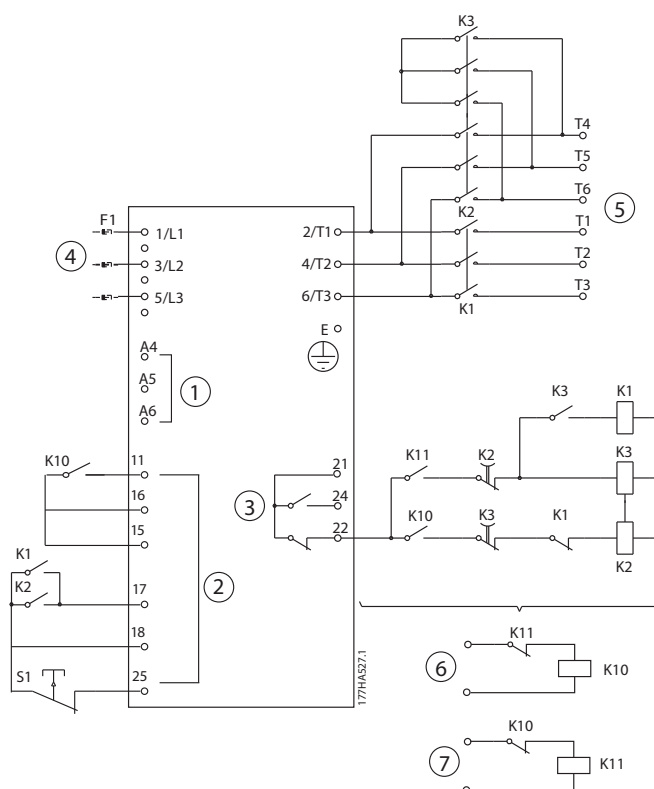 K3
T4
T5
T6
K2
T1
T2
T3
K1
5
F1
1/L1
3/L2
5/L3
4
2/T1
4/T2
6/T3
E
A4
A5
A6
1
K10
11
16
15
K1
K2
17
18
S1
25
2
3
21
24
22
K11
K2
K3
K1
K3
K10
K3
K1
K2
177HA527.1
6
K11
K10
7
K10
K11